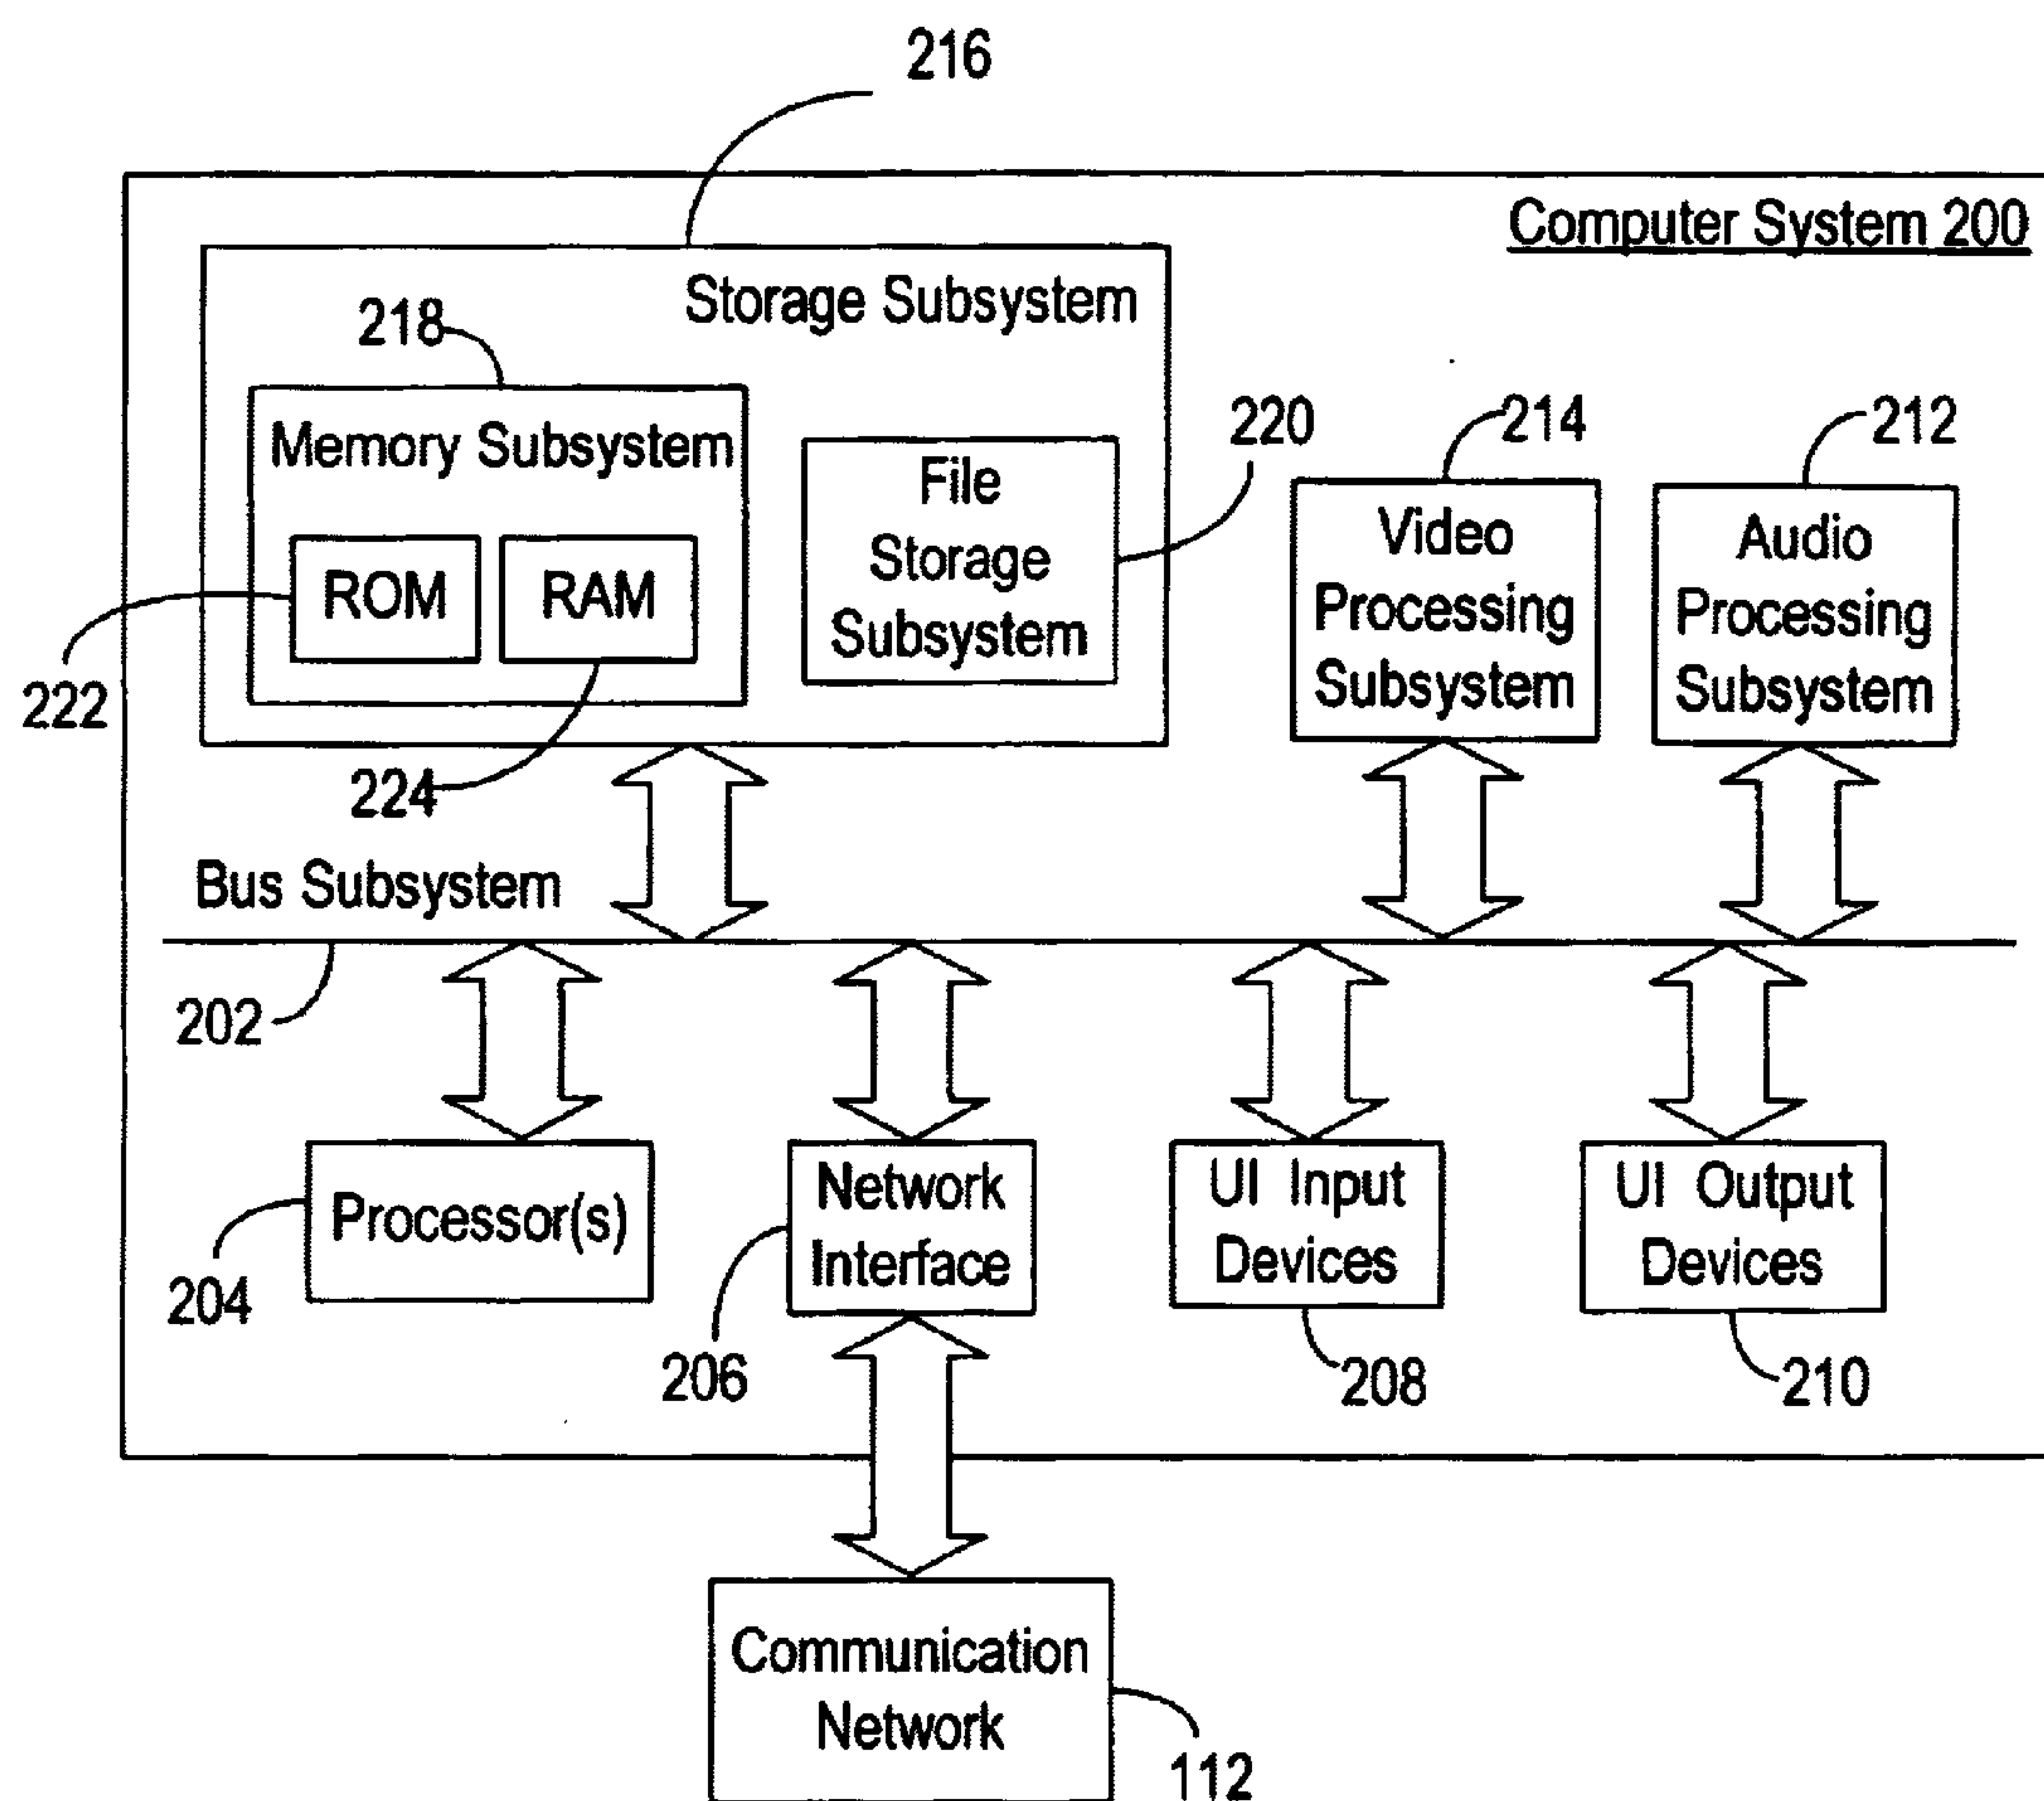 216
Computer System 200
Storage Subsystem
218
Memory Subsystem
ROM
RAM
222
224
File
Storage
Subsystem
220
214
Video
Processing
Subsystem
212
Audio
Processing
Subsystem
Bus Subsystem
202
Processor(s)
204
Network
Interface
206
UI Input
Devices
208
UI Output
Devices
210
Communication
Network
112